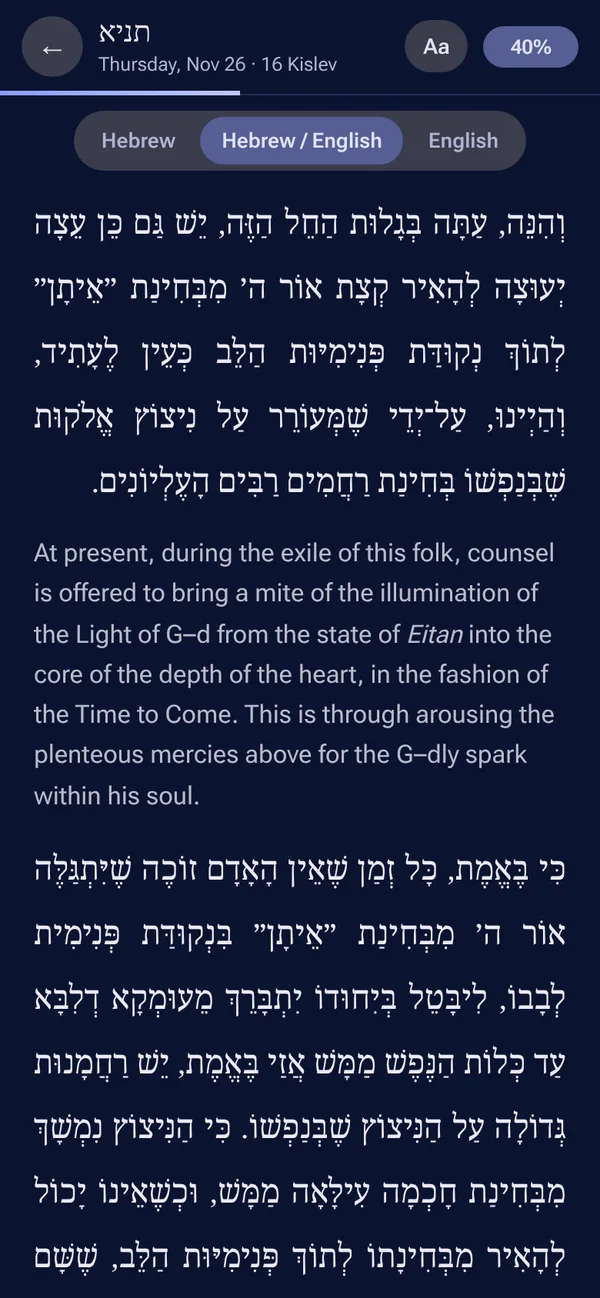 ←
תניא
Thursday, Nov 26 · 16 Kislev
Aa
40%
Hebrew
Hebrew / English
English
וְהִנֵּה, עַתָּה בְּגָלוּת הַחֵל הַזֶּה, יֵשׁ גַּם כֵּן עֵצָה
יְעוּצָה לְהָאִיר קְצָת אוֹר ה׳ מִבְּחִינַת ״אֵיתָן״
לְתוֹךְ נְקוּדַּת פְּנִימִיּוּת הַלֵּב כְּעֵין לֶעָתִיד,
וְהַיְינוּ, עַל־יְדֵי שֶׁמְּעוֹרֵר עַל נִיצוֹץ אֱלֹקוּת
שֶׁבְּנַפְשׁוֹ בְּחִינַת רַחֲמִים רַבִּים הָעֶלְיוֹנִים.
At present, during the exile of this folk, counsel
is offered to bring a mite of the illumination of
the Light of G–d from the state of Eitan into the
core of the depth of the heart, in the fashion of
the Time to Come. This is through arousing the
plenteous mercies above for the G–dly spark
within his soul.
כִּי בֶּאֱמֶת, כָּל זְמַן שֶׁאֵין הָאָדָם זוֹכֶה שֶׁיִּתְגַּלֶּה
אוֹר ה׳ מִבְּחִינַת ״אֵיתָן״ בִּנְקוּדַּת פְּנִימִית
לְבָבוֹ, לִיבָּטֵל בְּיִחוּדוֹ יִתְבָּרֵךְ מֵעוּמְקָא דְלִבָּא
עַד כְּלוֹת הַנֶּפֶשׁ מַמָּשׁ אֲזַי בֶּאֱמֶת, יֵשׁ רַחֲמָנוּת
גְּדוֹלָה עַל הַנִּיצוֹץ שֶׁבְּנַפְשׁוֹ. כִּי הַנִּיצוֹץ נִמְשָׁךְ
מִבְּחִינַת חָכְמָה עִילָּאָה מַמָּשׁ, וּכְשֶׁאֵינוֹ יָכוֹל
לְהָאִיר מִבְּחִינָתוֹ לְתוֹךְ פְּנִימִיּוּת הַלֵּב, שֶׁשָּׁם